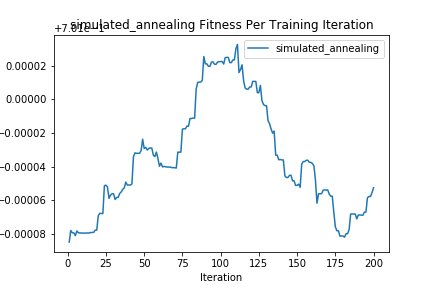 simulated_annealing Fitness Per Training Iteration
+7.01e−1
simulated_annealing
0.00002
0.00000
−0.00002
−0.00004
−0.00006
−0.00008
0 25 50 75 100 125 150 175 200
Iteration